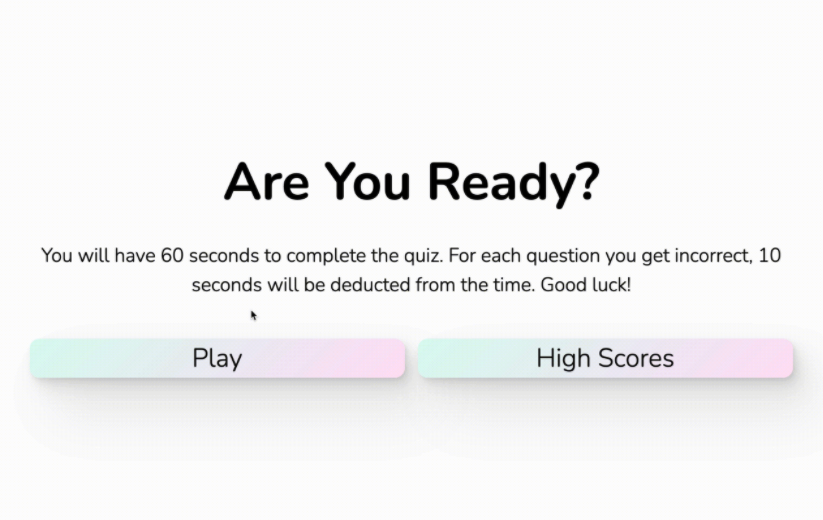 Are You Ready?
You will have 60 seconds to complete the quiz. For each question you get incorrect, 10
seconds will be deducted from the time. Good luck!
Play
High Scores